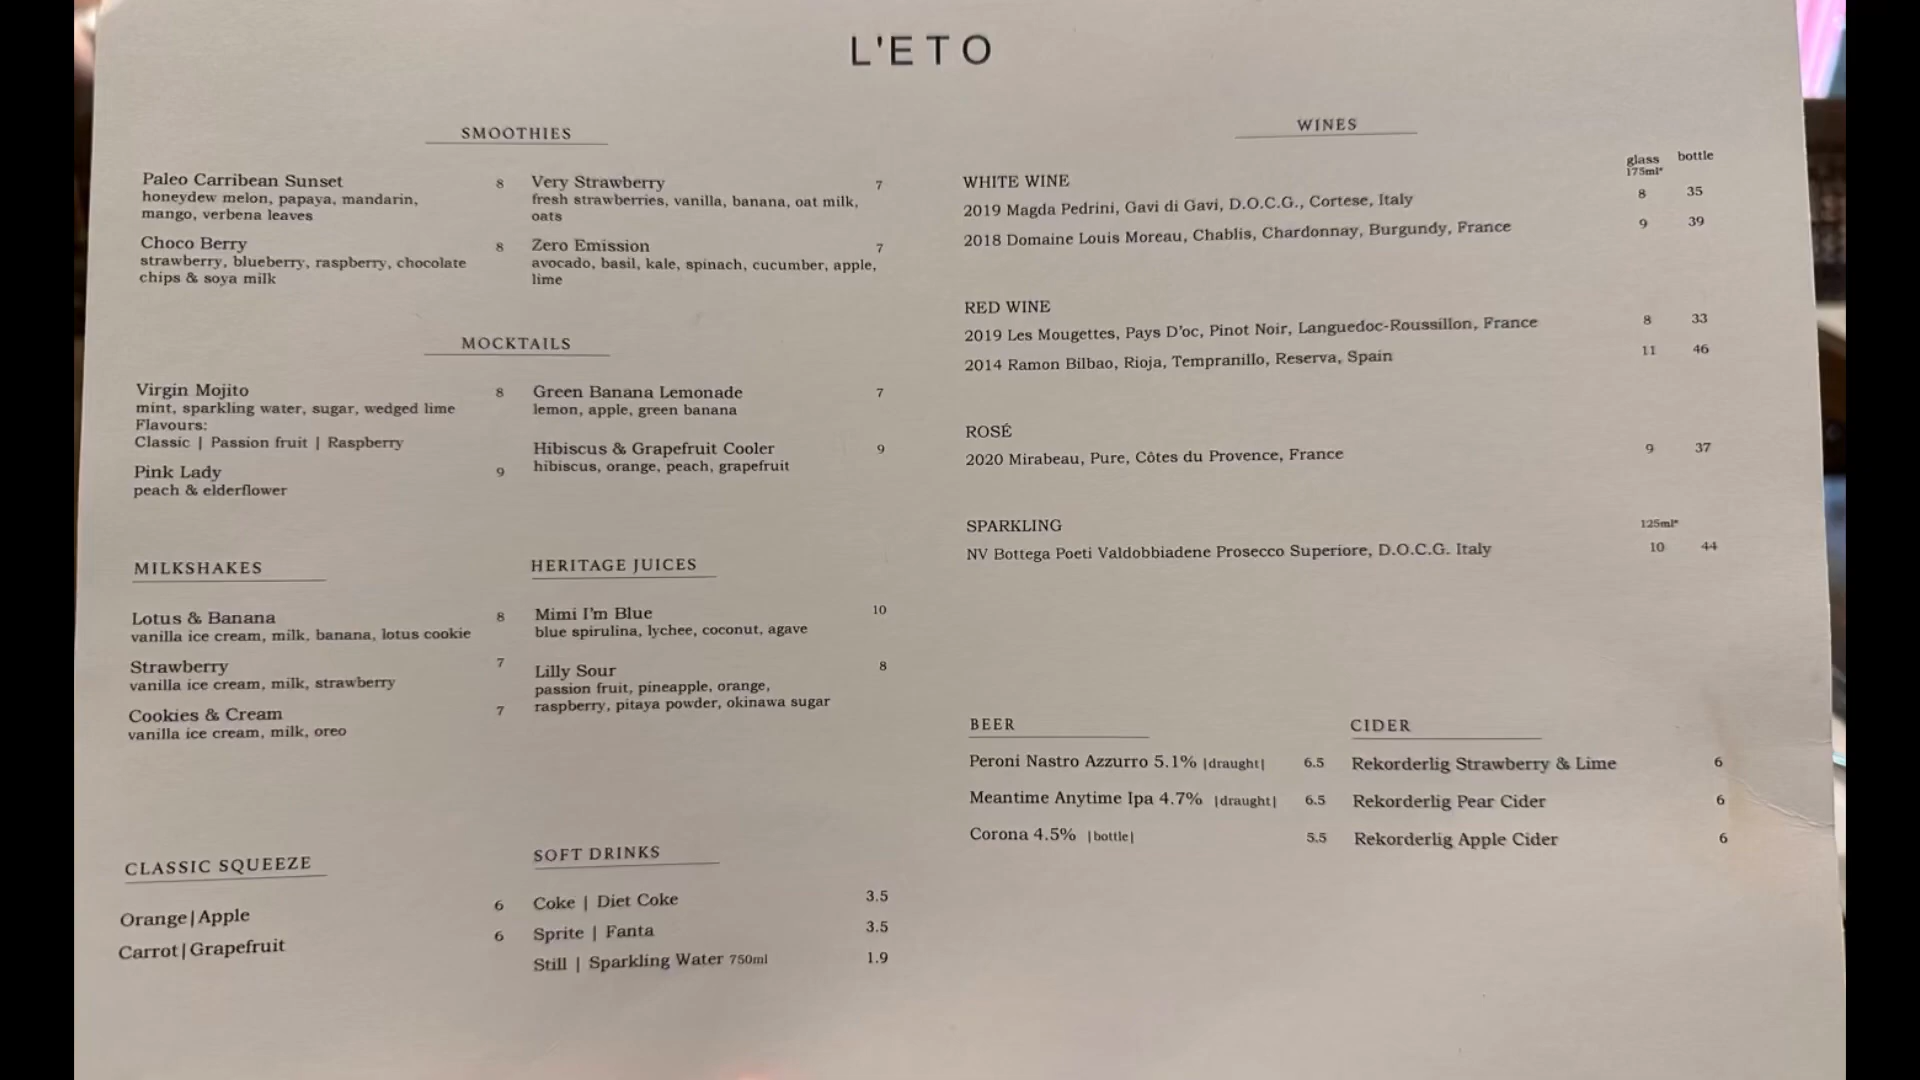 L'ETO
SMOOTHIES
Paleo Carribean Sunset 8
honeydew melon, papaya, mandarin,
mango, verbena leaves
Choco Berry 8
strawberry, blueberry, raspberry, chocolate
chips & soya milk
Very Strawberry 7
fresh strawberries, vanilla, banana, oat milk,
oats
Zero Emission 7
avocado, basil, kale, spinach, cucumber, apple,
lime
MOCKTAILS
Virgin Mojito 8
mint, sparkling water, sugar, wedged lime
Flavours:
Classic | Passion fruit | Raspberry
Pink Lady 9
peach & elderflower
Green Banana Lemonade 7
lemon, apple, green banana
Hibiscus & Grapefruit Cooler 9
hibiscus, orange, peach, grapefruit
MILKSHAKES
Lotus & Banana 8
vanilla ice cream, milk, banana, lotus cookie
Strawberry 7
vanilla ice cream, milk, strawberry
Cookies & Cream 7
vanilla ice cream, milk, oreo
HERITAGE JUICES
Mimi I'm Blue 10
blue spirulina, lychee, coconut, agave
Lilly Sour 8
passion fruit, pineapple, orange,
raspberry, pitaya powder, okinawa sugar
CLASSIC SQUEEZE
Orange|Apple 6
Carrot|Grapefruit 6
SOFT DRINKS
Coke | Diet Coke 3.5
Sprite | Fanta 3.5
Still | Sparkling Water 750ml 1.9
WINES
glass bottle
175ml*
WHITE WINE
2019 Magda Pedrini, Gavi di Gavi, D.O.C.G., Cortese, Italy 8 35
2018 Domaine Louis Moreau, Chablis, Chardonnay, Burgundy, France 9 39
RED WINE
2019 Les Mougettes, Pays D'oc, Pinot Noir, Languedoc-Roussillon, France 8 33
2014 Ramon Bilbao, Rioja, Tempranillo, Reserva, Spain 11 46
ROSÉ
2020 Mirabeau, Pure, Côtes du Provence, France 9 37
SPARKLING 125ml*
NV Bottega Poeti Valdobbiadene Prosecco Superiore, D.O.C.G. Italy 10 44
BEER
Peroni Nastro Azzurro 5.1% |draught| 6.5
Meantime Anytime Ipa 4.7% |draught| 6.5
Corona 4.5% |bottle| 5.5
CIDER
Rekorderlig Strawberry & Lime 6
Rekorderlig Pear Cider 6
Rekorderlig Apple Cider 6